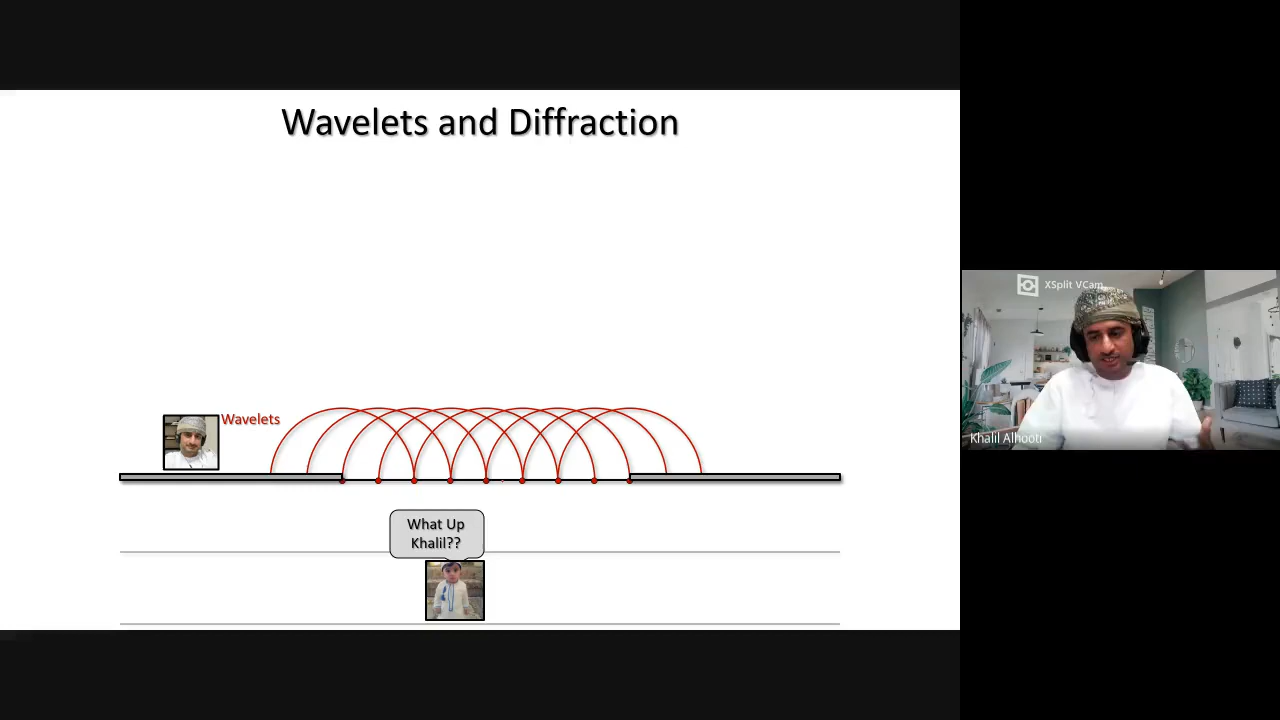 Wavelets and Diffraction
XSplit VCam
Wavelets
Khalil Alhooti
What Up
Khalil??